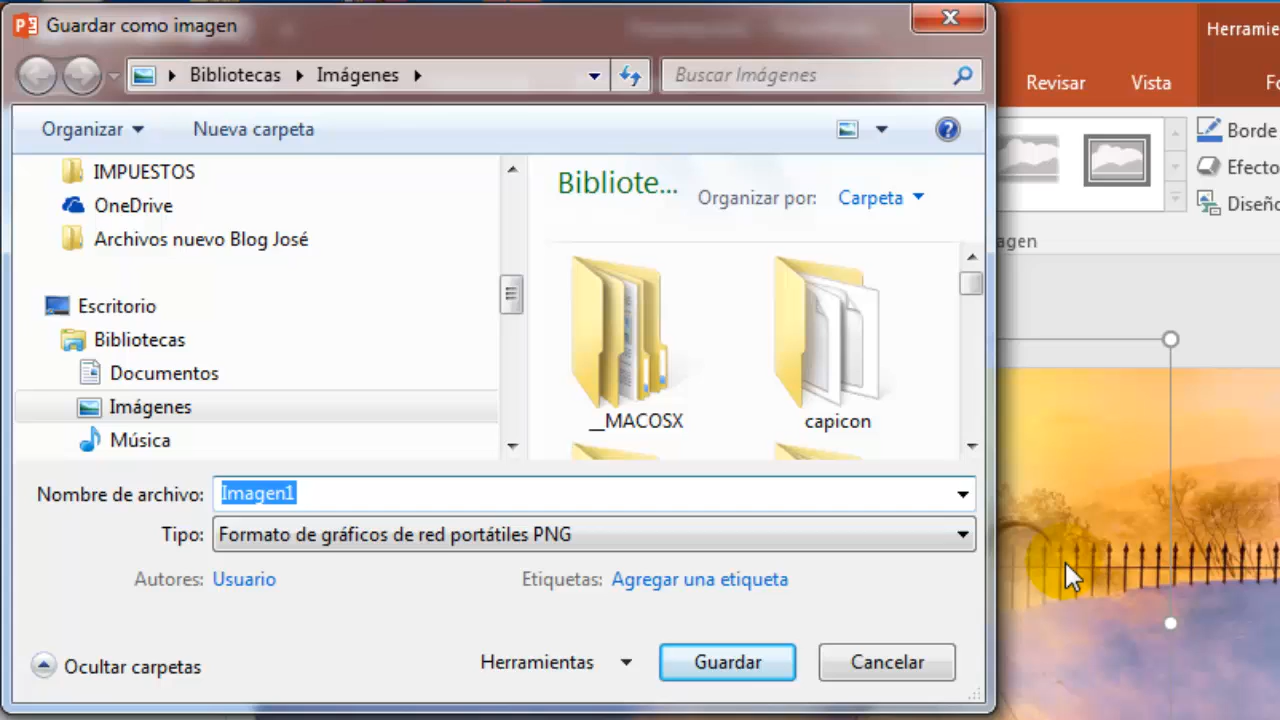 Guardar como imagen
Herramie
Bibliotecas Imágenes
Buscar Imágenes
Revisar Vista
Organizar Nueva carpeta
Borde
IMPUESTOS
Efecto
Bibliote...
Organizar por: Carpeta
OneDrive
Diseño
Archivos nuevo Blog José
agen
Escritorio
Bibliotecas
Documentos
Imágenes
__MACOSX capicon
Música
Nombre de archivo: Imagen1
Tipo: Formato de gráficos de red portátiles PNG
Autores: Usuario Etiquetas: Agregar una etiqueta
Ocultar carpetas Herramientas Guardar Cancelar